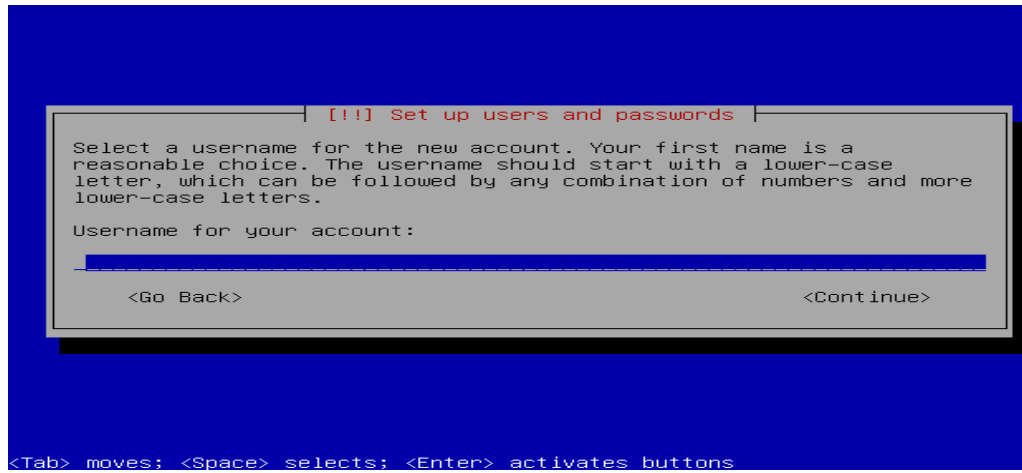 [!!] Set up users and passwords
Select a username for the new account. Your first name is a
reasonable choice. The username should start with a lower-case
letter, which can be followed by any combination of numbers and more
lower-case letters.
Username for your account:
<Go Back> <Continue>
<Tab> moves; <Space> selects; <Enter> activates buttons